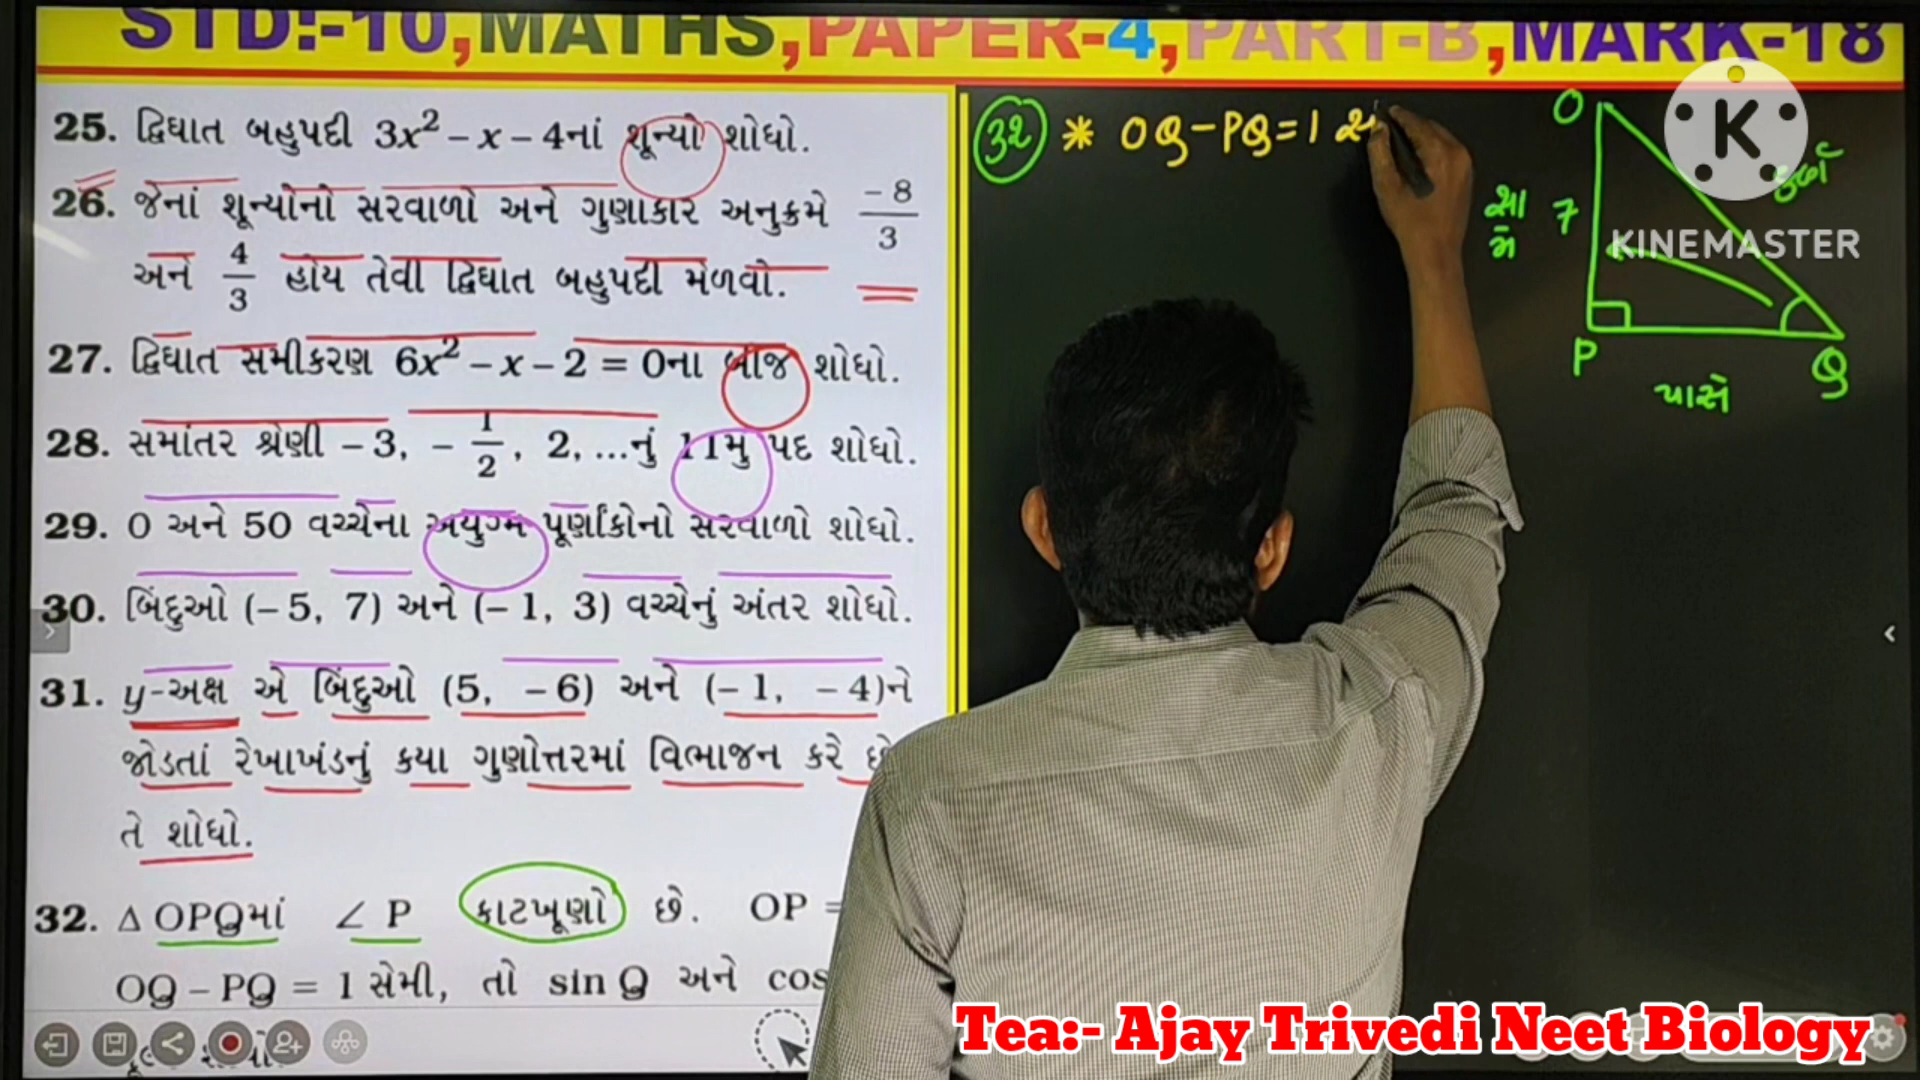 STD:-10,MATHS,PAPER-4,PART-B,MARK-18
25. દ્વિઘાત બહુપદી 3x² – x – 4નાં શૂન્યો શોધો.
26. જેનાં શૂન્યોનો સરવાળો અને ગુણાકાર અનુક્રમે –8/3
અને 4/3 હોય તેવી દ્વિઘાત બહુપદી મેળવો.
27. દ્વિઘાત સમીકરણ 6x² – x – 2 = 0ના બીજ શોધો.
28. સમાંતર શ્રેણી – 3, – 1/2, 2, ...નું 11મું પદ શોધો.
29. 0 અને 50 વચ્ચેના અયુગ્મ પૂર્ણાંકોનો સરવાળો શોધો.
30. બિંદુઓ (– 5, 7) અને (– 1, 3) વચ્ચેનું અંતર શોધો.
31. y-અક્ષ એ બિંદુઓ (5, – 6) અને (– 1, – 4)ને
જોડતાં રેખાખંડનું કયા ગુણોત્તરમાં વિભાજન કરે છે
તે શોધો.
32. Δ OPQમાં ∠ P કાટખૂણો છે. OP =
OQ – PQ = 1 સેમી, તો sin Q અને cos
32 * OQ – PQ = 1
O
કર્ણ
સામે 7
P
Q
પાસે
K
KINEMASTER
Tea:- Ajay Trivedi Neet Biology